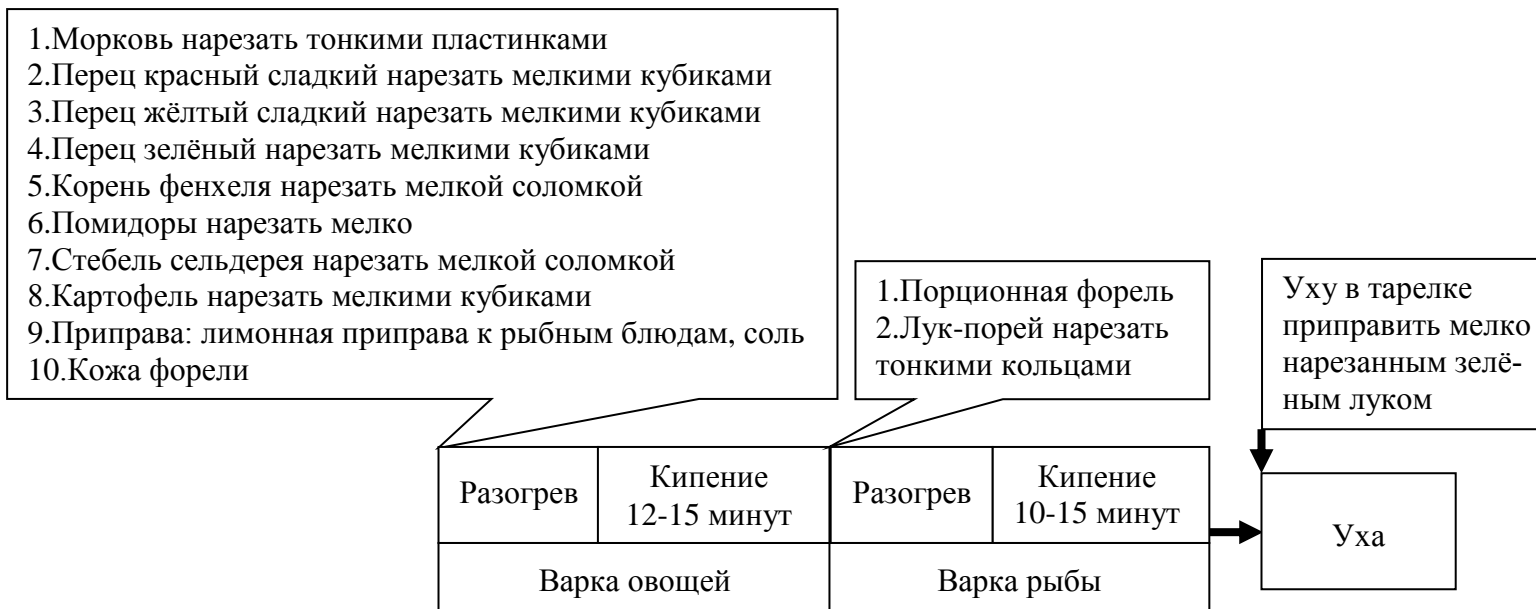 1.Морковь нарезать тонкими пластинками
2.Перец красный сладкий нарезать мелкими кубиками
3.Перец жёлтый сладкий нарезать мелкими кубиками
4.Перец зелёный нарезать мелкими кубиками
5.Корень фенхеля нарезать мелкой соломкой
6.Помидоры нарезать мелко
7.Стебель сельдерея нарезать мелкой соломкой
8.Картофель нарезать мелкими кубиками
9.Приправа: лимонная приправа к рыбным блюдам, соль
10.Кожа форели
1.Порционная форель
2.Лук-порей нарезать
тонкими кольцами
Уху в тарелке
приправить мелко
нарезанным зелё-
ным луком
Разогрев
Кипение
12-15 минут
Разогрев
Кипение
10-15 минут
Уха
Варка овощей
Варка рыбы